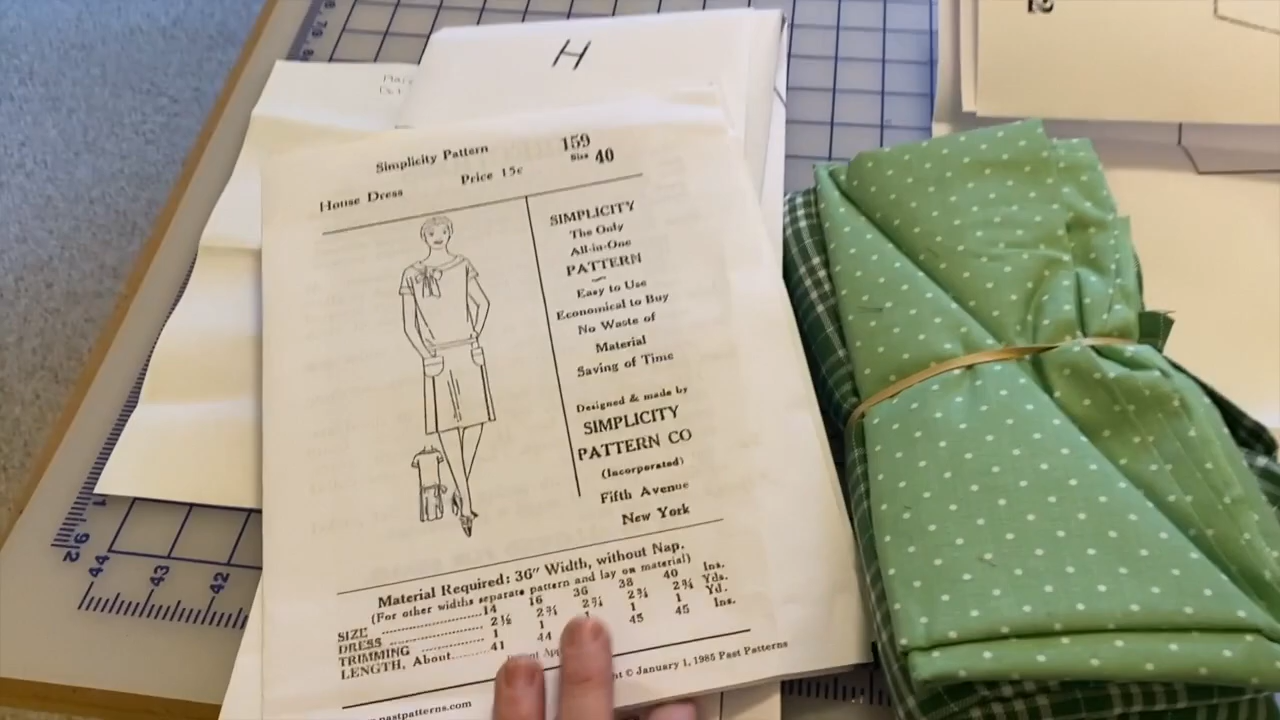 H
Simplicity Pattern 159
Size 40
House Dress Price 15c
SIMPLICITY
The Only
All-in-One
PATTERN
Easy to Use
Economical to Buy
No Waste of
Material
Saving of Time
Designed & made by
SIMPLICITY
PATTERN CO
(Incorporated)
Fifth Avenue
New York
Material Required: 36" Width, without Nap.
(For other widths separate pattern and lay on material)
SIZE 14 16 36 38 40 Ins.
DRESS 2½ 2¾ 2¾ 2¾ 2¾ Yds.
TRIMMING 1 1 1 1 1 Yd.
LENGTH, About 41 44 45 45 Ins.
© January 1, 1985 Past Patterns
pastpatterns.com
44 43 42
2